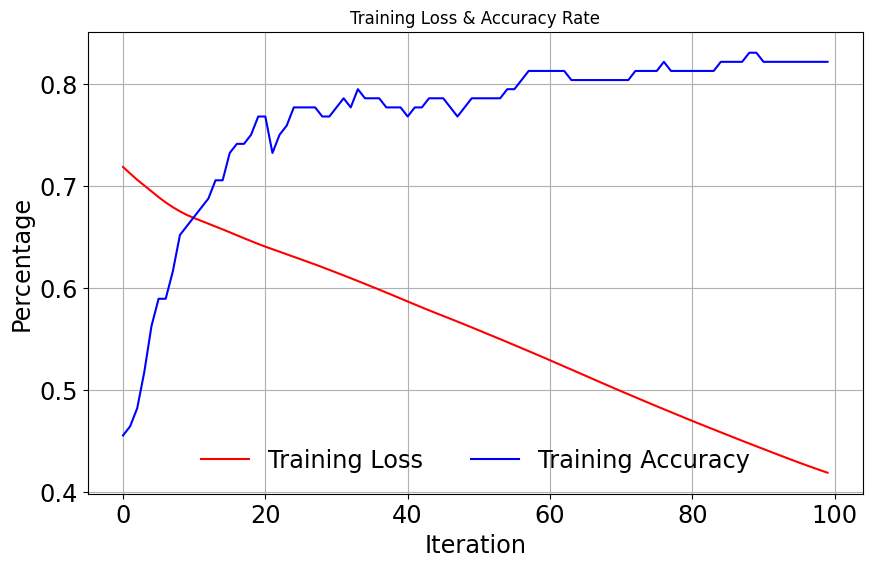 Training Loss & Accuracy Rate
Percentage
0.8
0.7
0.6
0.5
0.4
Training Loss
Training Accuracy
0 20 40 60 80 100
Iteration